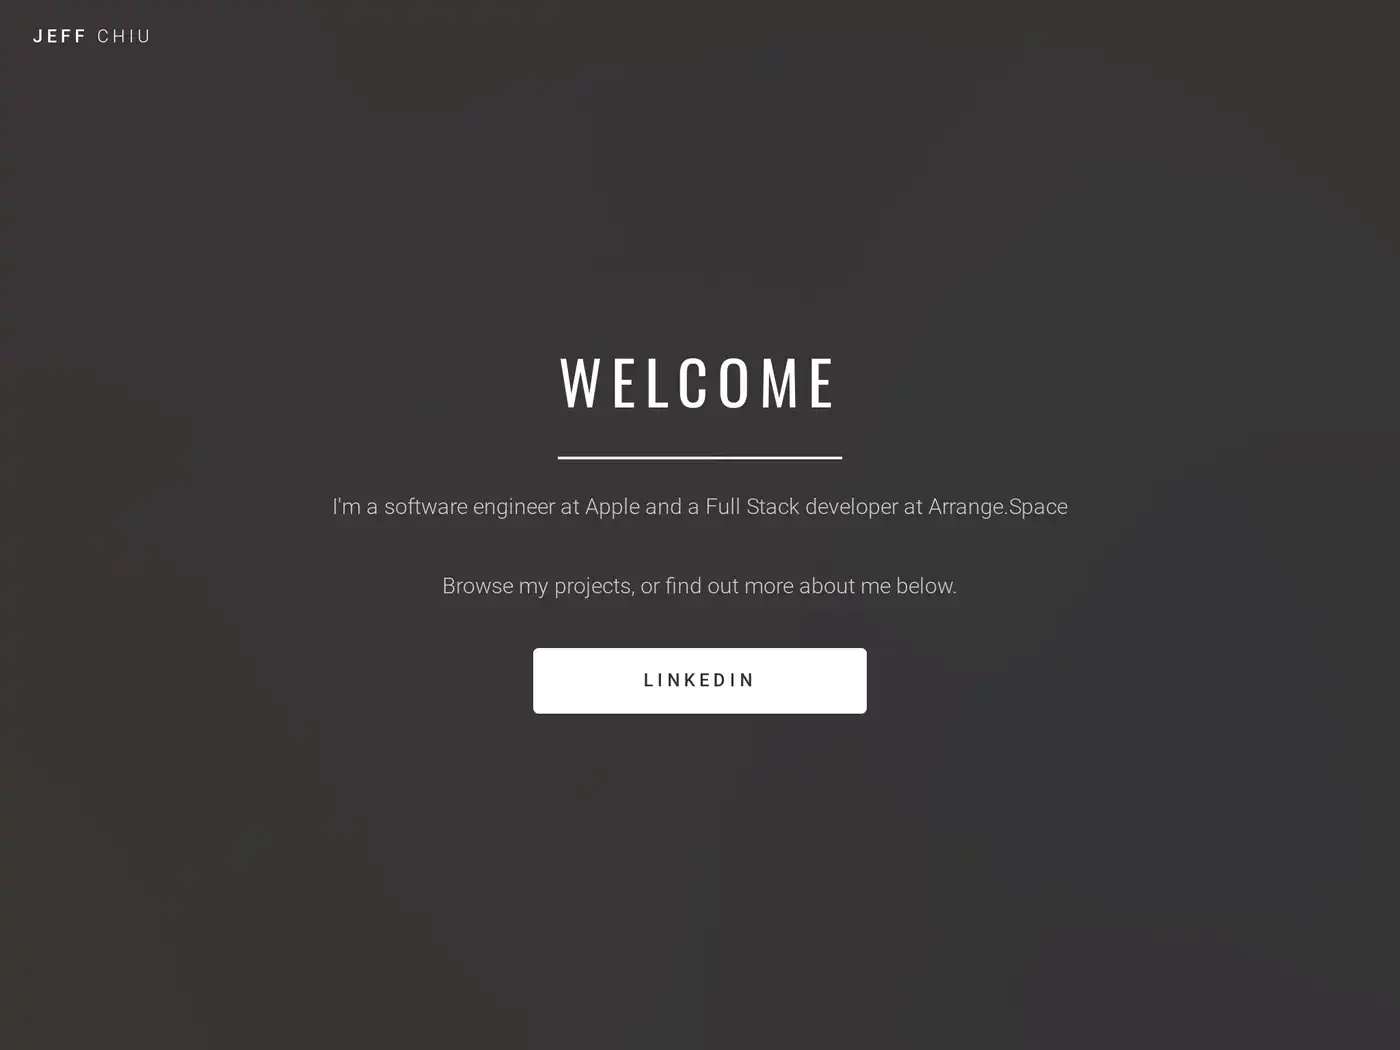 JEFF CHIU
WELCOME
I'm a software engineer at Apple and a Full Stack developer at Arrange.Space
Browse my projects, or find out more about me below.
LINKEDIN